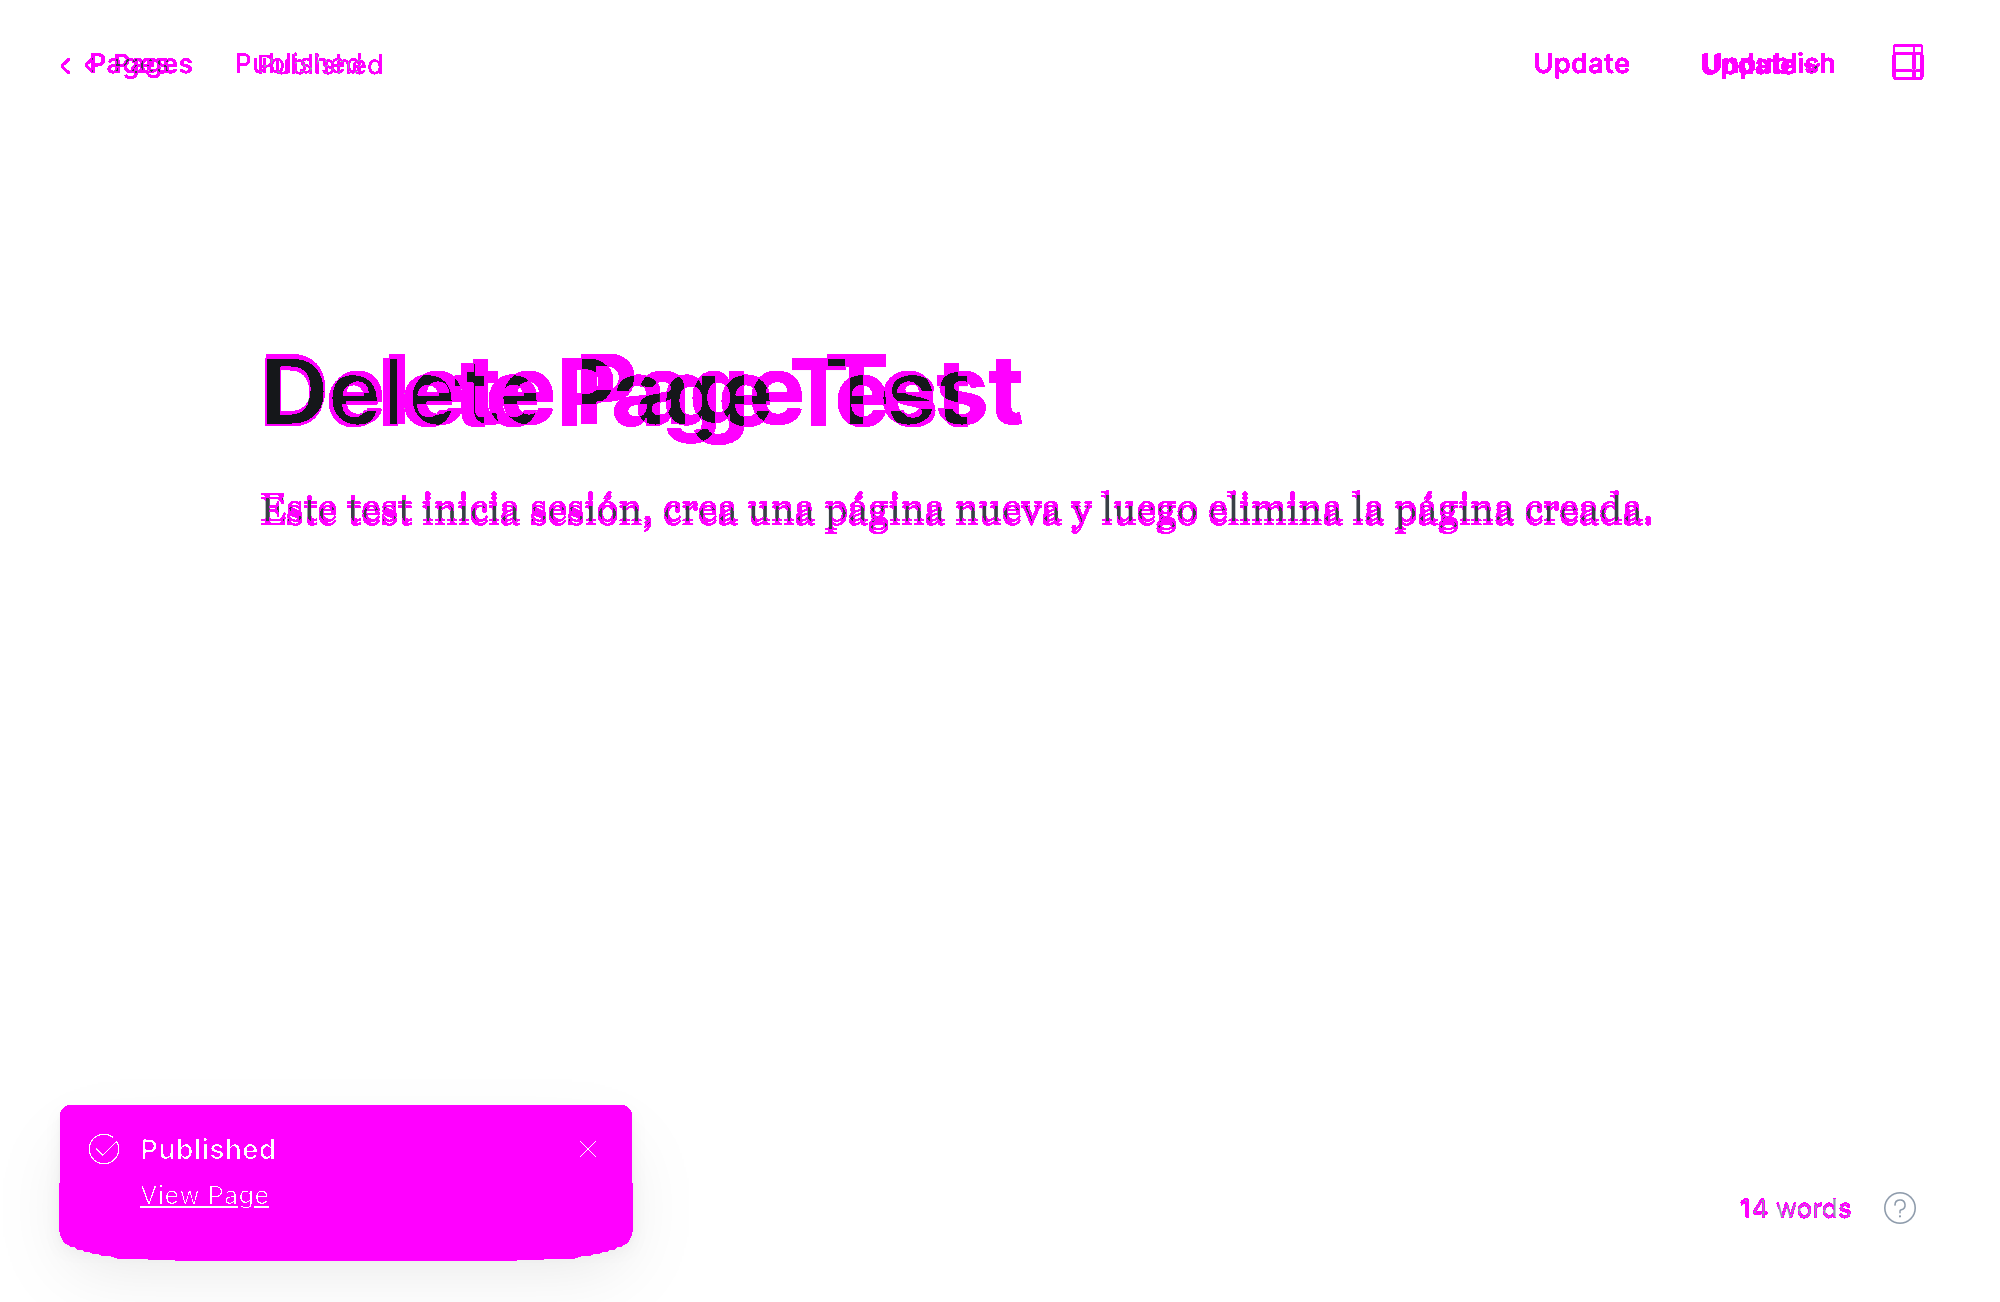 Pages Published Update Unpublish
Delete Page Test
Este test inicia sesión, crea una página nueva y luego elimina la página creada.
Published
View Page
14 words